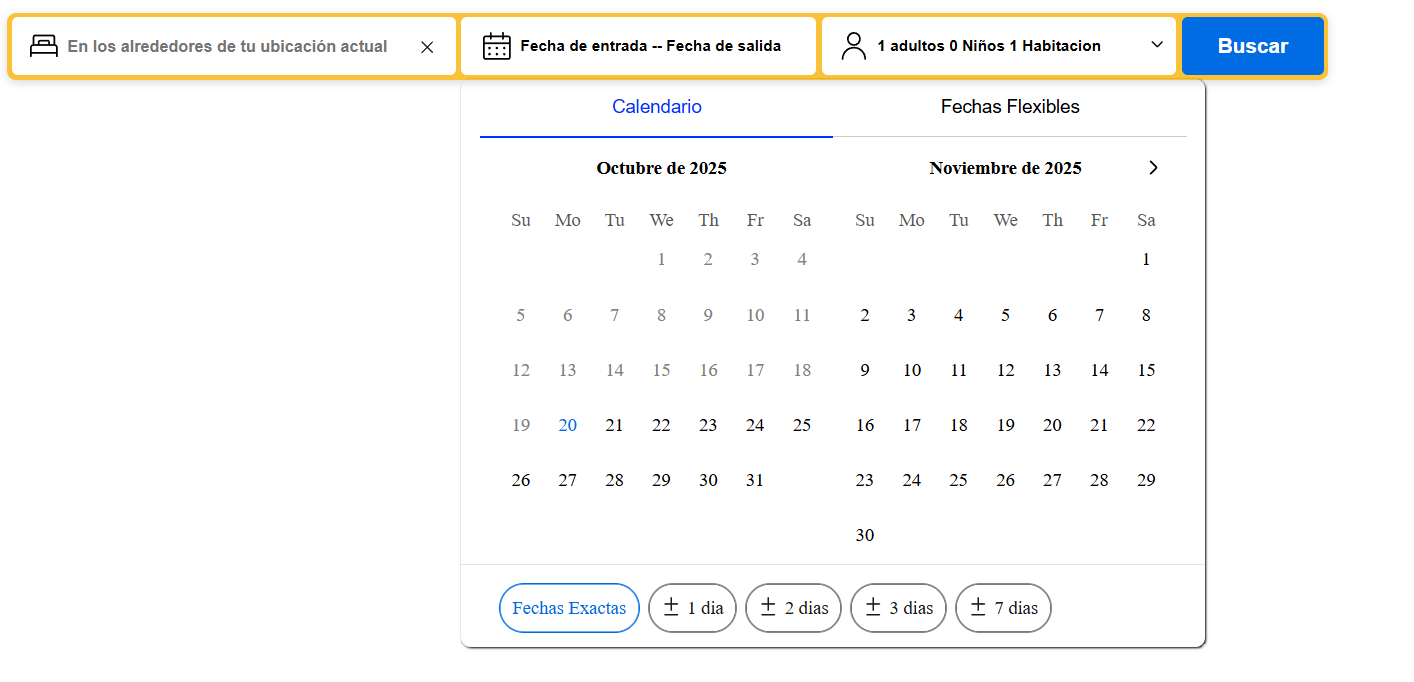 En los alrededores de tu ubicación actual
Fecha de entrada -- Fecha de salida
1 adultos 0 Niños 1 Habitacion
Buscar
Calendario
Fechas Flexibles
Octubre de 2025
Su Mo Tu We Th Fr Sa
1 2 3 4
5 6 7 8 9 10 11
12 13 14 15 16 17 18
19 20 21 22 23 24 25
26 27 28 29 30 31
Noviembre de 2025
Su Mo Tu We Th Fr Sa
1
2 3 4 5 6 7 8
9 10 11 12 13 14 15
16 17 18 19 20 21 22
23 24 25 26 27 28 29
30
Fechas Exactas
± 1 dia
± 2 dias
± 3 dias
± 7 dias